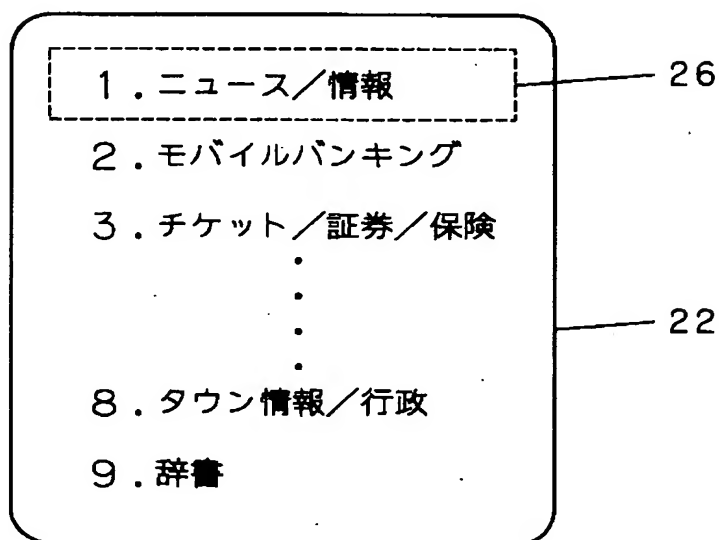 1．ニュース／情報
26
2．モバイルバンキング
3．チケット／証券／保険
・
・
・
・
22
8．タウン情報／行政
9．辞書